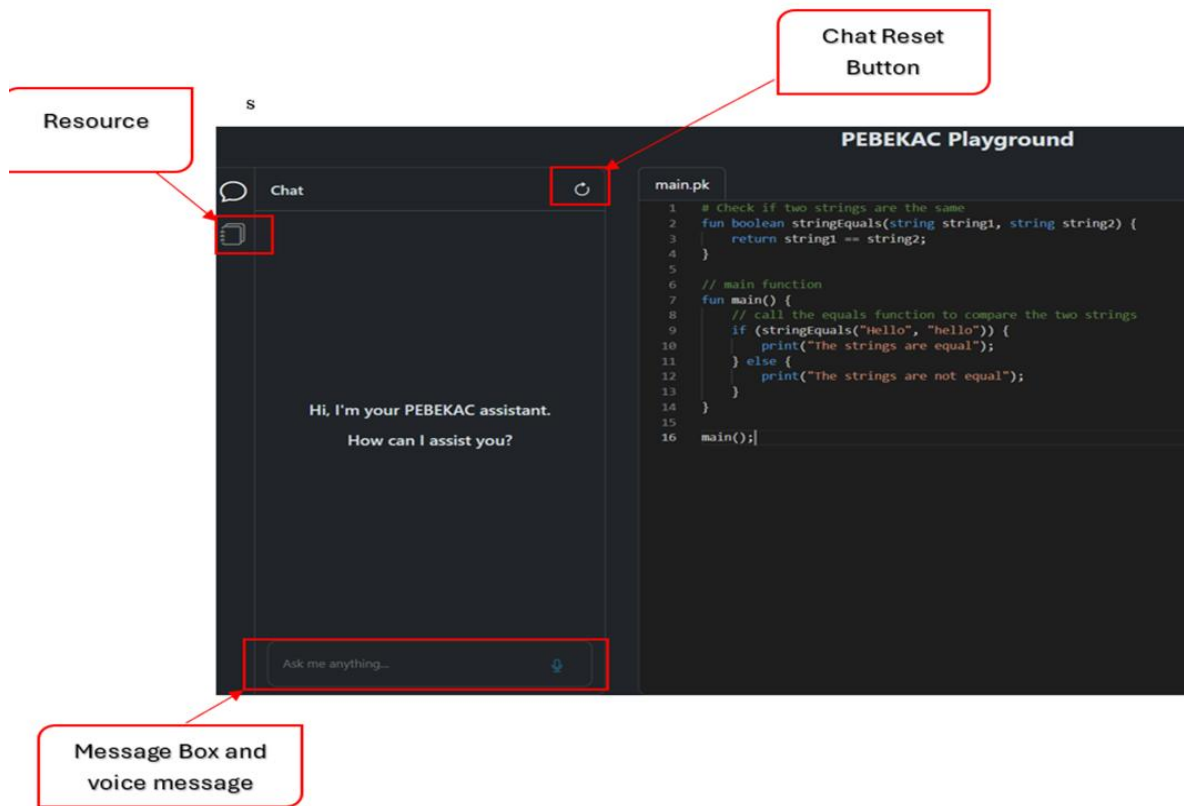 Chat Reset
Button
Resource
s
PEBEKAC Playground
Chat
main.pk
1 # Check if two strings are the same
2 fun boolean stringEquals(string string1, string string2) {
3 return string1 == string2;
4 }
5
6 // main function
7 fun main() {
8 // call the equals function to compare the two strings
9 if (stringEquals("Hello", "hello")) {
10 print("The strings are equal");
11 } else {
12 print("The strings are not equal");
13 }
14 }
15
16 main();
Hi, I'm your PEBEKAC assistant.
How can I assist you?
Ask me anything...
Message Box and
voice message